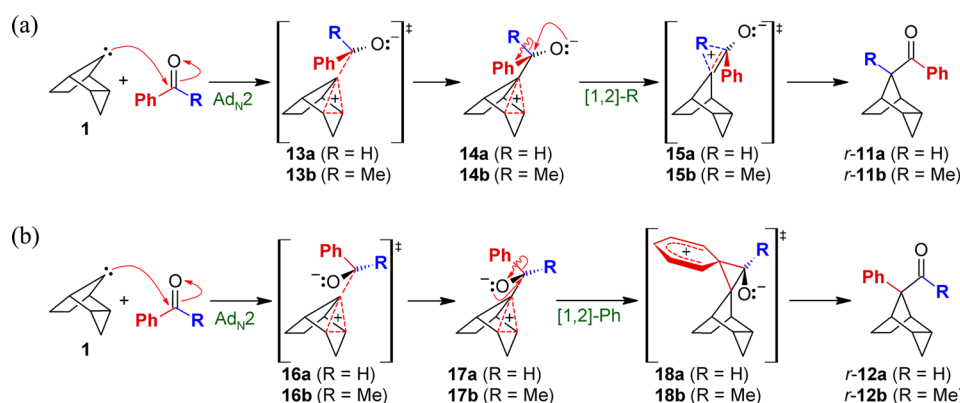 (a)
1
+
Ph
O
R
Ad_N2
R
Ph
O:⁻
+
‡
13a (R = H)
13b (R = Me)
R
Ph
O:⁻
+
14a (R = H)
14b (R = Me)
[1,2]-R
R
+
O:⁻
Ph
‡
15a (R = H)
15b (R = Me)
R
O
Ph
r-11a (R = H)
r-11b (R = Me)
(b)
1
+
Ph
O
R
Ad_N2
Ph
R
⁻:O
+
‡
16a (R = H)
16b (R = Me)
Ph
R
⁻:O
+
17a (R = H)
17b (R = Me)
[1,2]-Ph
+
R
O:⁻
‡
18a (R = H)
18b (R = Me)
Ph
O
R
r-12a (R = H)
r-12b (R = Me)